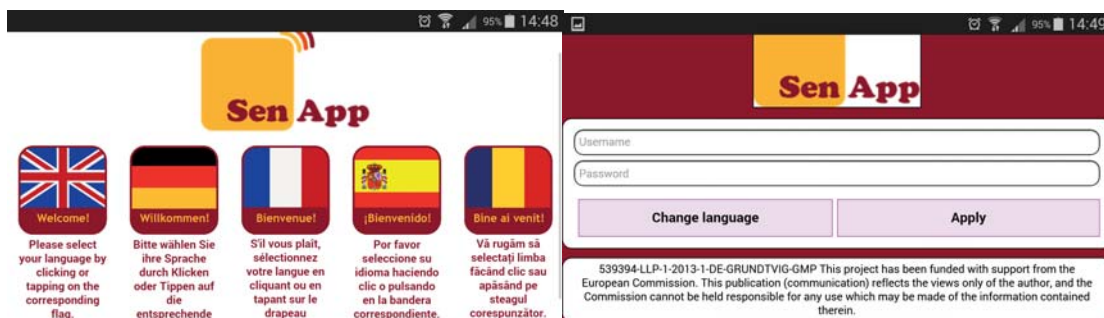 95% 14:48
Sen App
Welcome!
Please select
your language by
clicking or
tapping on the
corresponding
flag.
Willkommen!
Bitte wählen Sie
ihre Sprache
durch Klicken
oder Tippen auf
die
entsprechende
Bienvenue!
S'il vous plaît,
sélectionnez
votre langue en
cliquant ou en
tapant sur le
drapeau
¡Bienvenido!
Por favor
seleccione su
idioma haciendo
clic o pulsando
en la bandera
correspondiente.
Bine ai venit!
Vă rugăm să
selectați limba
făcând clic sau
apăsând pe
steagul
corespunzător.
95% 14:49
Sen App
Username
Password
Change language
Apply
539394-LLP-1-2013-1-DE-GRUNDTVIG-GMP This project has been funded with support from the
European Commission. This publication (communication) reflects the views only of the author, and the
Commission cannot be held responsible for any use which may be made of the information contained
therein.